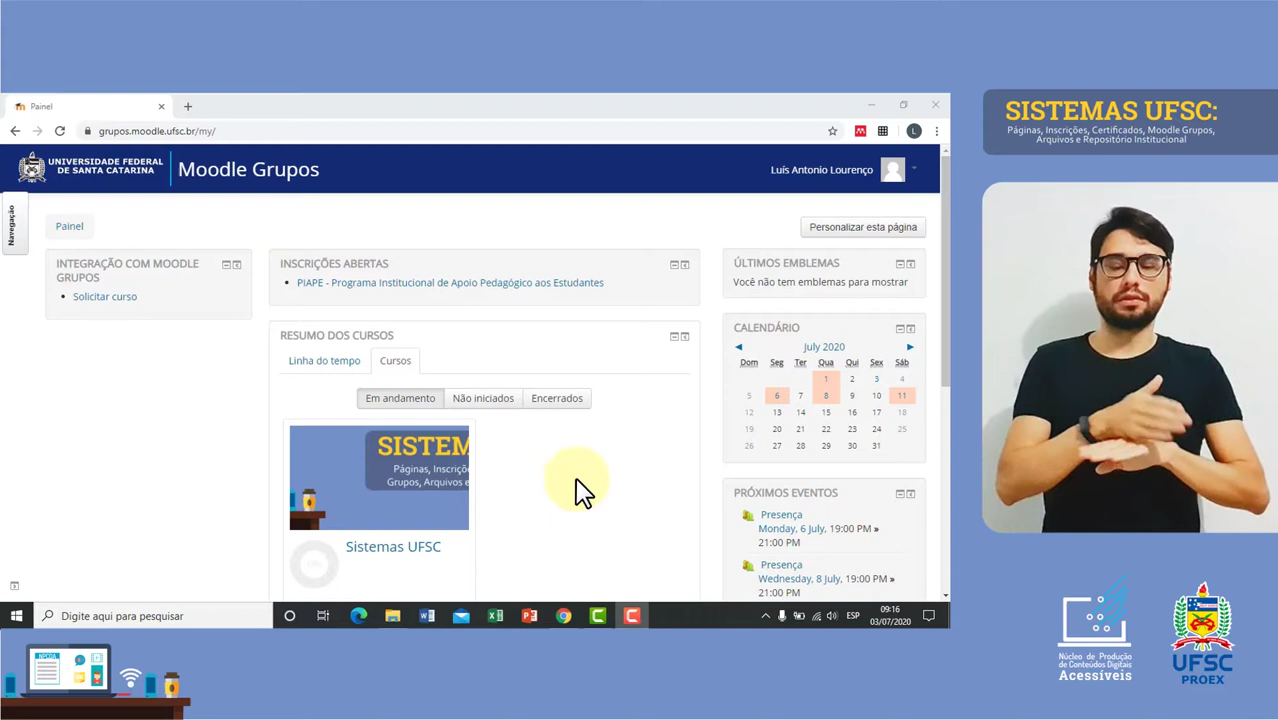 Painel
grupos.moodle.ufsc.br/my/
L
UNIVERSIDADE FEDERAL
DE SANTA CATARINA
Moodle Grupos
Luís Antonio Lourenço
Navegação
Painel
Personalizar esta página
INTEGRAÇÃO COM MOODLE
GRUPOS
Solicitar curso
INSCRIÇÕES ABERTAS
PIAPE - Programa Institucional de Apoio Pedagógico aos Estudantes
RESUMO DOS CURSOS
Linha do tempo Cursos
Em andamento Não iniciados Encerrados
SISTEM
Páginas, Inscriçõ
Grupos, Arquivos e
Sistemas UFSC
ÚLTIMOS EMBLEMAS
Você não tem emblemas para mostrar
CALENDÁRIO
◄ July 2020 ►
Dom Seg Ter Qua Qui Sex Sáb
1 2 3 4
5 6 7 8 9 10 11
12 13 14 15 16 17 18
19 20 21 22 23 24 25
26 27 28 29 30 31
PRÓXIMOS EVENTOS
Presença
Monday, 6 July, 19:00 PM »
21:00 PM
Presença
Wednesday, 8 July, 19:00 PM »
21:00 PM
Digite aqui para pesquisar
ESP
09:16
03/07/2020
SISTEMAS UFSC:
Páginas, Inscrições, Certificados, Moodle Grupos,
Arquivos e Repositório Institucional
Núcleo de Produção
de Conteúdos Digitais
Acessíveis
UFSC
PROEX
NPCDA